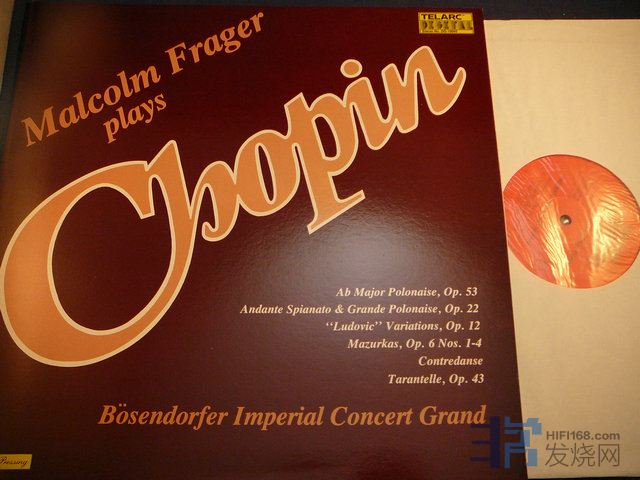 TELARC
DIGITAL
Malcolm Frager
plays
Chopin
Ab Major Polonaise, Op. 53
Andante Spianato & Grande Polonaise, Op. 22
“Ludovic” Variations, Op. 12
Mazurkas, Op. 6 Nos. 1-4
Contredanse
Tarantelle, Op. 43
Bösendorfer Imperial Concert Grand
Pressing
HIFI168.com
发烧网